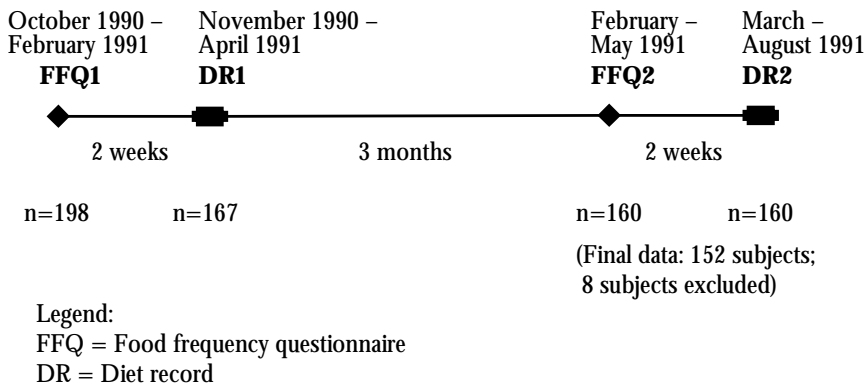 October 1990 –
February 1991
FFQ1
November 1990 –
April 1991
DR1
February –
May 1991
FFQ2
March –
August 1991
DR2
2 weeks
3 months
2 weeks
n=198
n=167
n=160
n=160
(Final data: 152 subjects;
8 subjects excluded)
Legend:
FFQ = Food frequency questionnaire
DR = Diet record